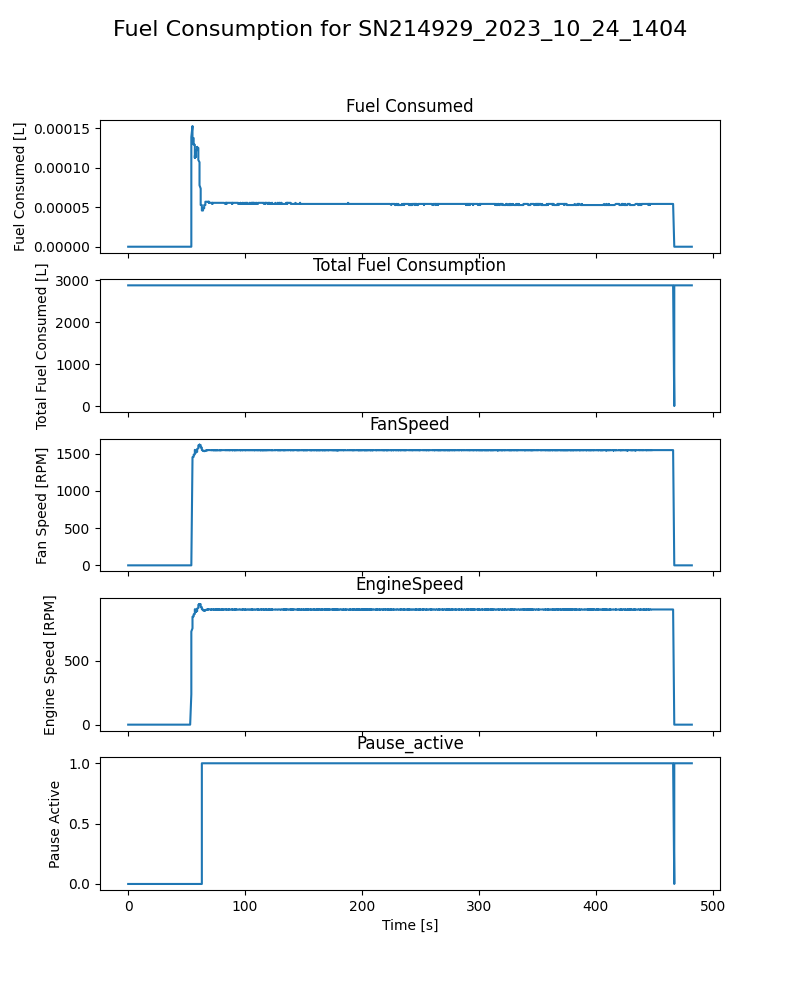 Fuel Consumption for SN214929_2023_10_24_1404
Fuel Consumed
Fuel Consumed [L]
0.00015
0.00010
0.00005
0.00000
Total Fuel Consumption
Total Fuel Consumed [L]
3000
2000
1000
0
FanSpeed
Fan Speed [RPM]
1500
1000
500
0
EngineSpeed
Engine Speed [RPM]
500
0
Pause_active
Pause Active
1.0
0.5
0.0
0 100 200 300 400 500
Time [s]